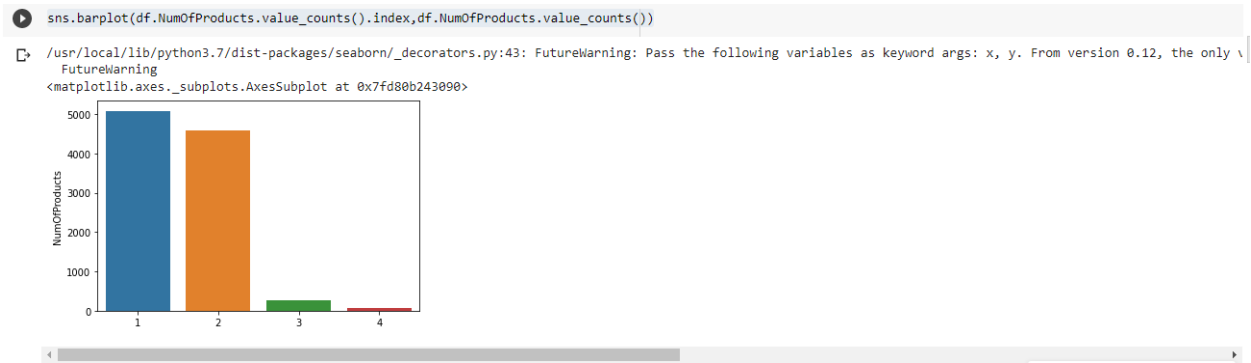 sns.barplot(df.NumOfProducts.value_counts().index,df.NumOfProducts.value_counts())
/usr/local/lib/python3.7/dist-packages/seaborn/_decorators.py:43: FutureWarning: Pass the following variables as keyword args: x, y. From version 0.12, the only
FutureWarning
<matplotlib.axes._subplots.AxesSubplot at 0x7fd80b243090>
5000
4000
3000
2000
1000
0
NumOfProducts
1 2 3 4